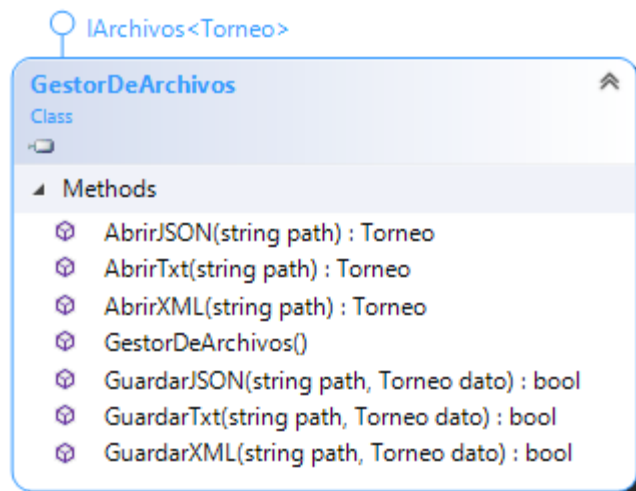 IArchivos<Torneo>
GestorDeArchivos
Class
Methods
AbrirJSON(string path) : Torneo
AbrirTxt(string path) : Torneo
AbrirXML(string path) : Torneo
GestorDeArchivos()
GuardarJSON(string path, Torneo dato) : bool
GuardarTxt(string path, Torneo dato) : bool
GuardarXML(string path, Torneo dato) : bool